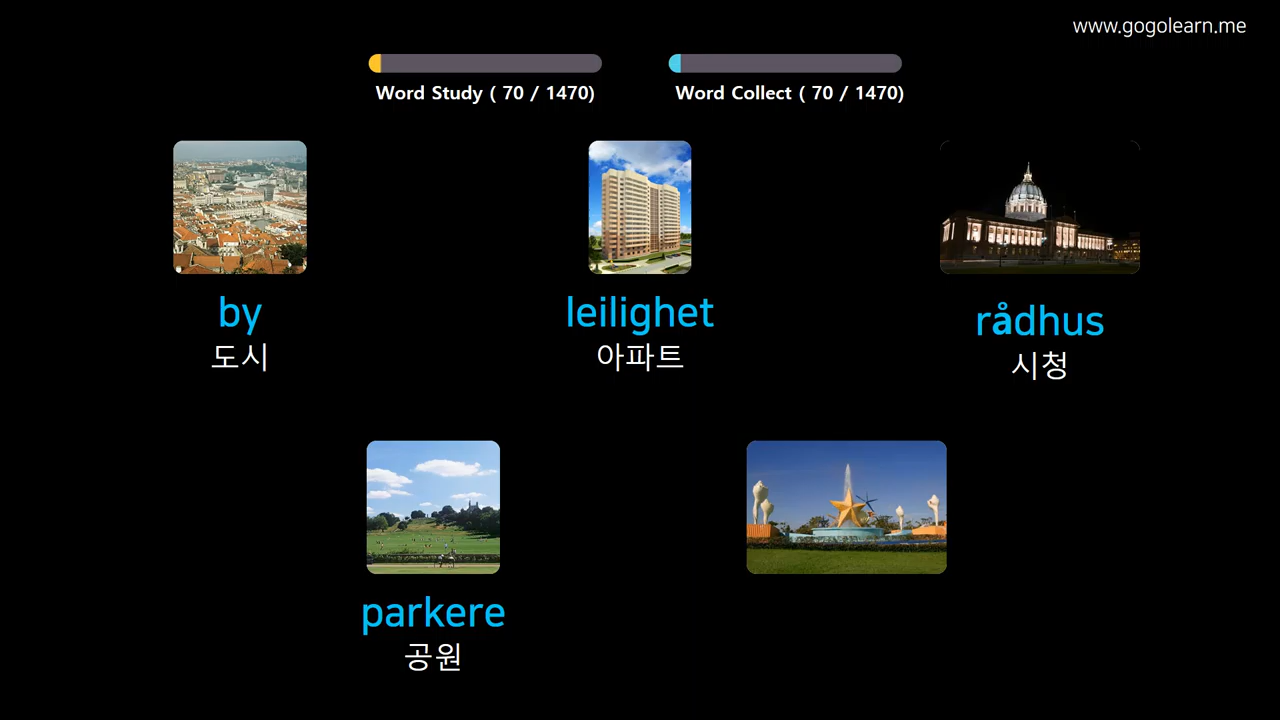 www.gogolearn.me
Word Study ( 70 / 1470)
Word Collect ( 70 / 1470)
by
도시
leilighet
아파트
rådhus
시청
parkere
공원